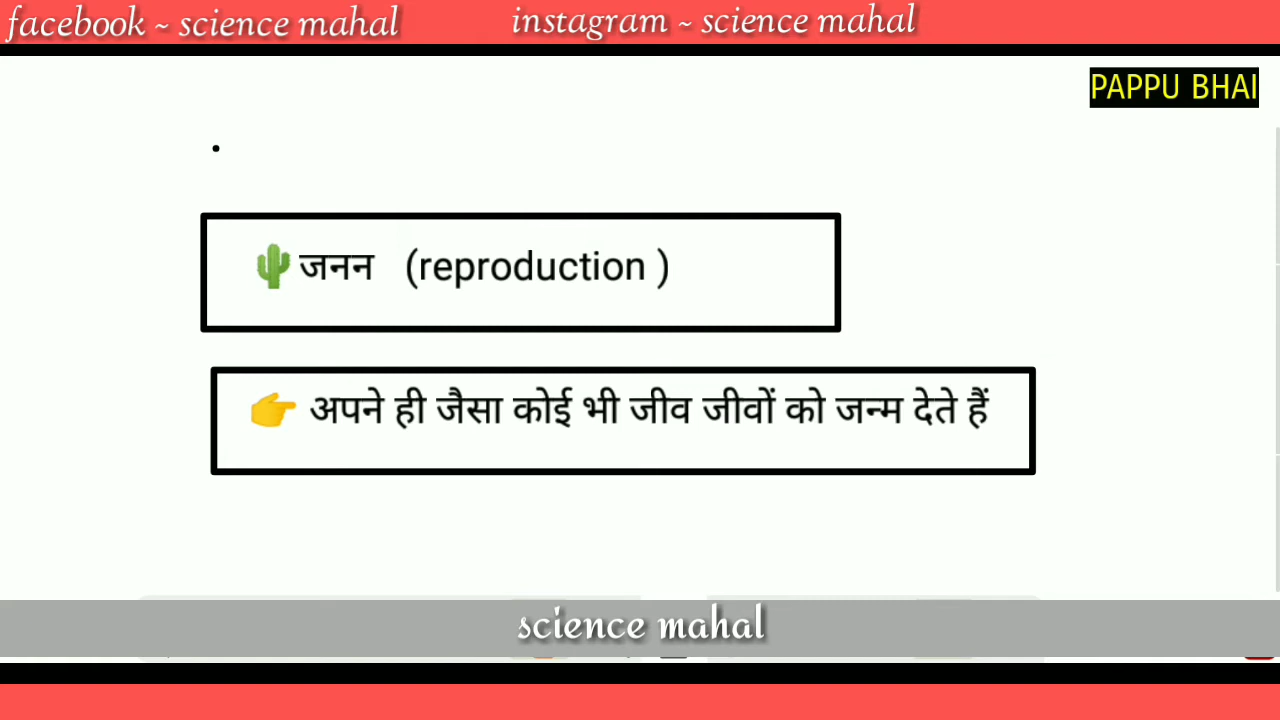 facebook ~ science mahal
instagram ~ science mahal
PAPPU BHAI
🌵जनन (reproduction )
👉 अपने ही जैसा कोई भी जीव जीवों को जन्म देते हैं
science mahal